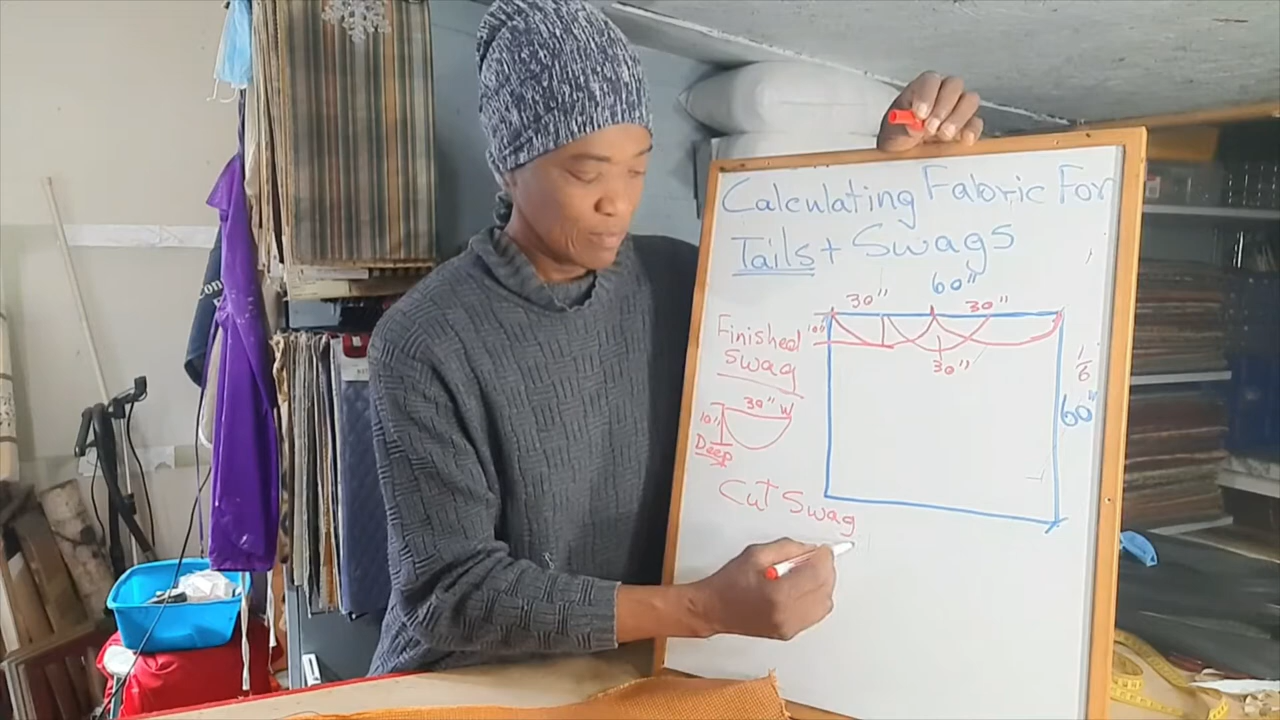 Calculating Fabric For
Tails + Swags
60"
30" 30"
Finished
Swag
10"
30"
1/6
60"
30" W
10"
Deep
Cut Swag